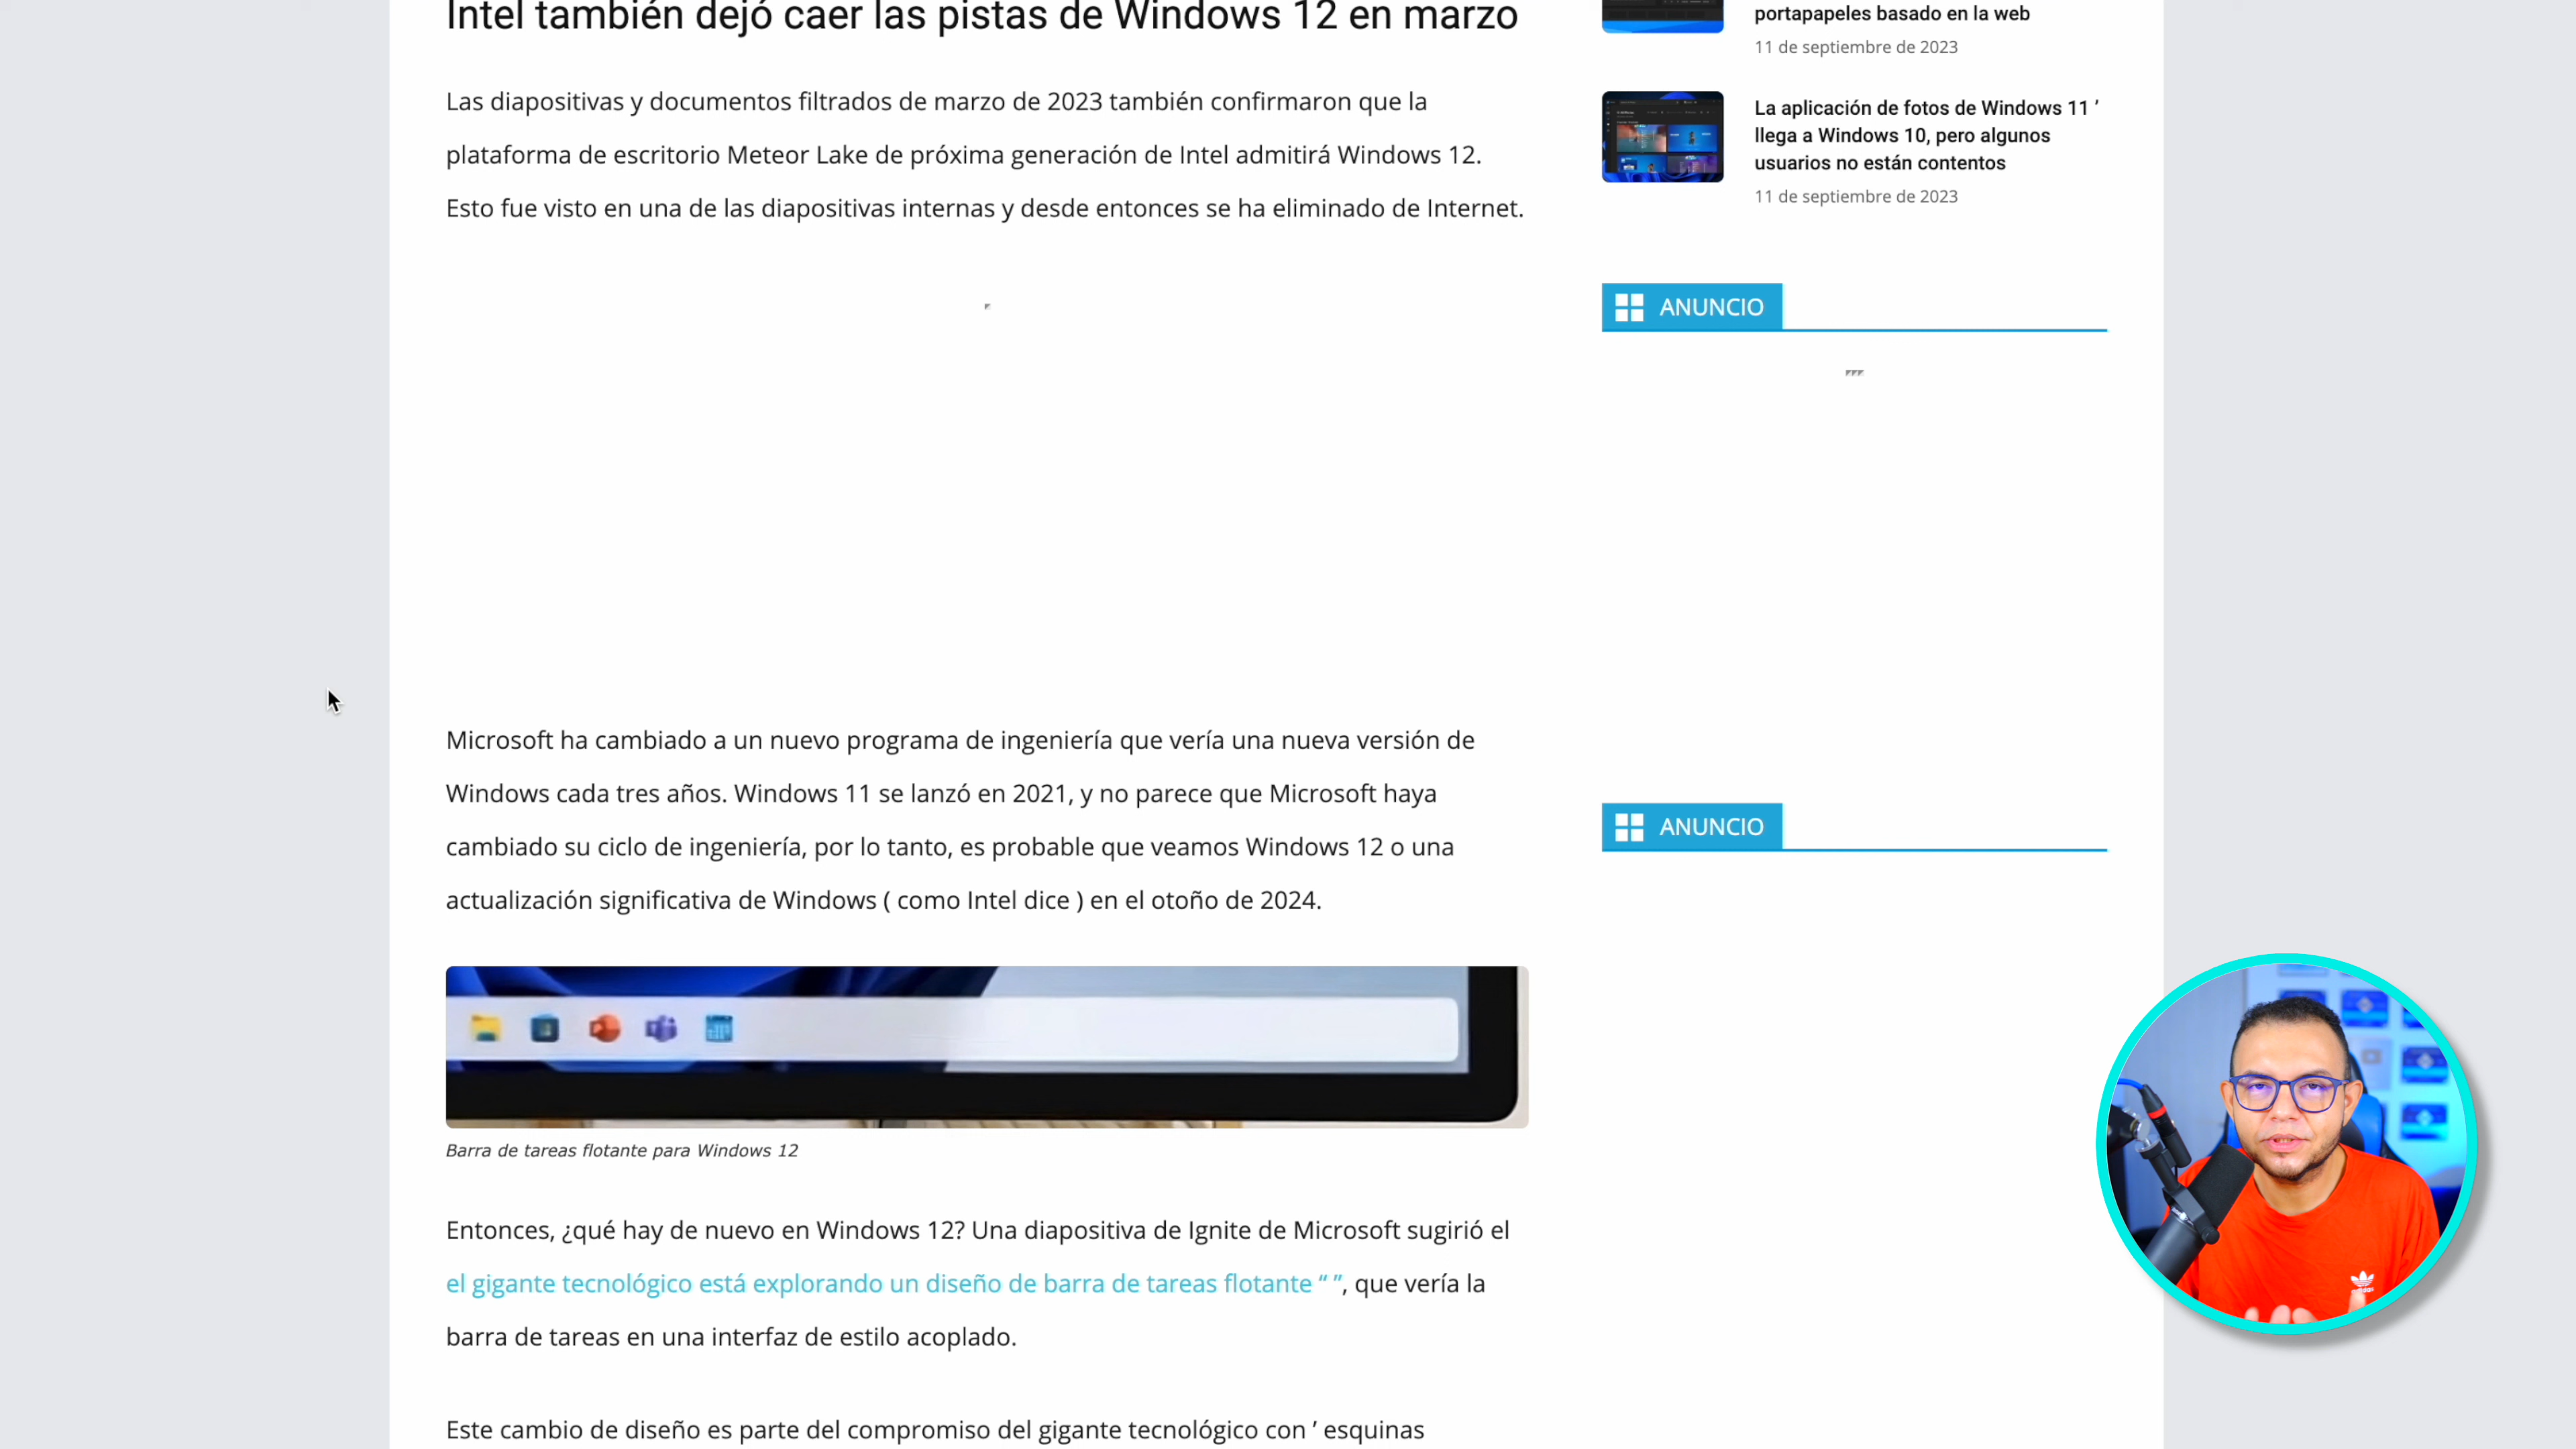 Intel también dejó caer las pistas de Windows 12 en marzo
Las diapositivas y documentos filtrados de marzo de 2023 también confirmaron que la
plataforma de escritorio Meteor Lake de próxima generación de Intel admitirá Windows 12.
Esto fue visto en una de las diapositivas internas y desde entonces se ha eliminado de Internet.
Microsoft ha cambiado a un nuevo programa de ingeniería que vería una nueva versión de
Windows cada tres años. Windows 11 se lanzó en 2021, y no parece que Microsoft haya
cambiado su ciclo de ingeniería, por lo tanto, es probable que veamos Windows 12 o una
actualización significativa de Windows ( como Intel dice ) en el otoño de 2024.
Barra de tareas flotante para Windows 12
Entonces, ¿qué hay de nuevo en Windows 12? Una diapositiva de Ignite de Microsoft sugirió el
el gigante tecnológico está explorando un diseño de barra de tareas flotante “ ”, que vería la
barra de tareas en una interfaz de estilo acoplado.
Este cambio de diseño es parte del compromiso del gigante tecnológico con ’ esquinas
portapapeles basado en la web
11 de septiembre de 2023
La aplicación de fotos de Windows 11 ’
llega a Windows 10, pero algunos
usuarios no están contentos
11 de septiembre de 2023
ANUNCIO
ANUNCIO